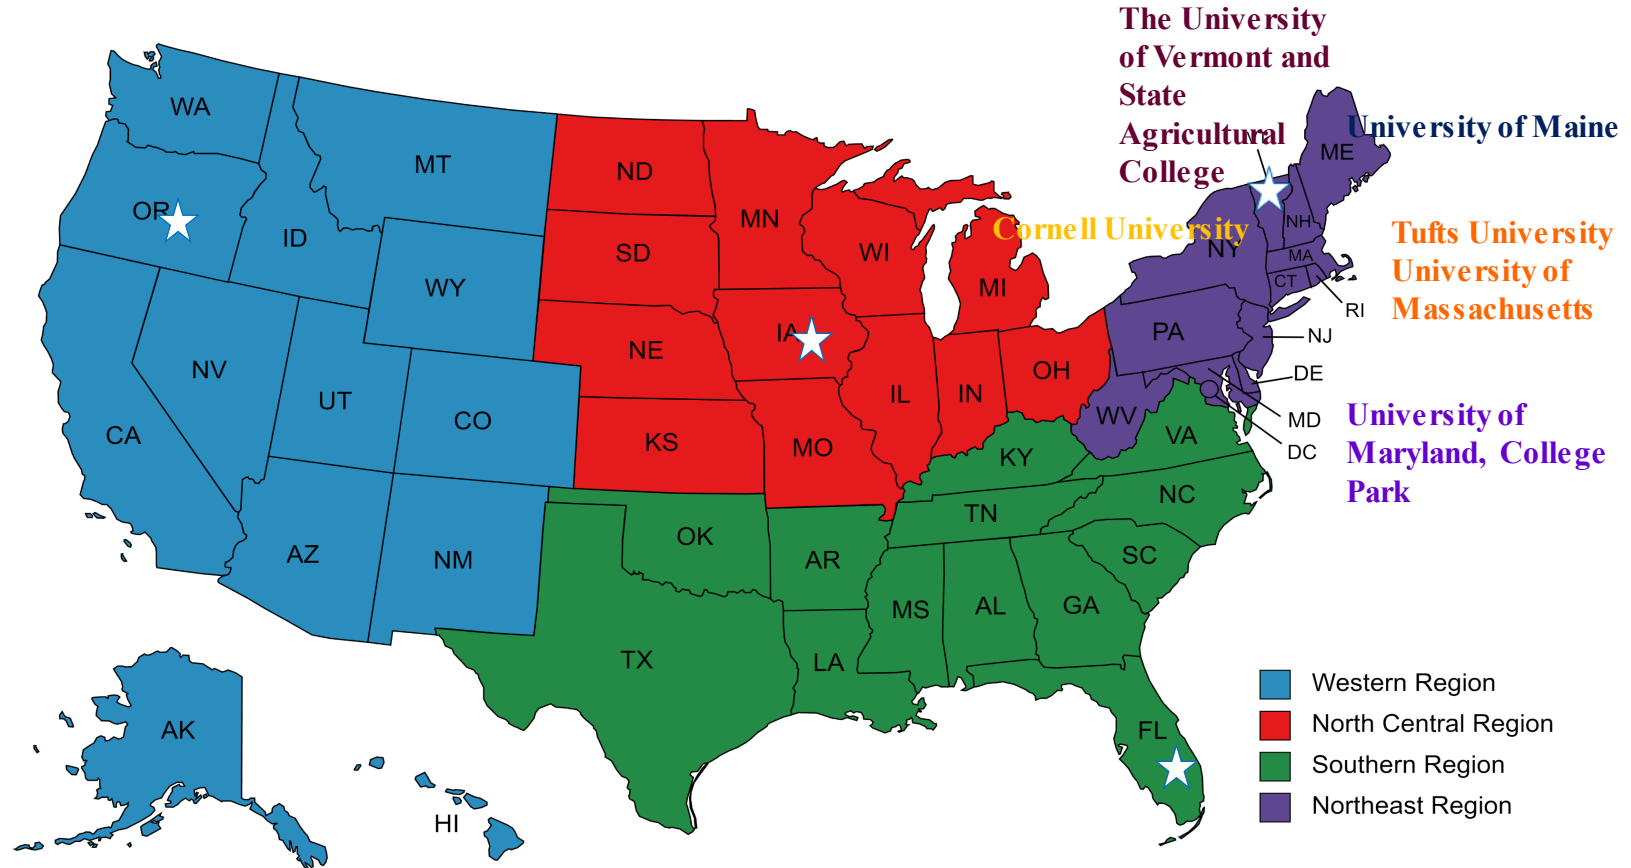 The University
of Vermont and
State
Agricultural
College
University of Maine
Cornell University
Tufts University
University of
Massachusetts
University of
Maryland, College
Park
WA
OR
ID
MT
WY
NV
UT
CO
CA
AZ
NM
AK
HI
ND
SD
NE
KS
MN
IA
MO
WI
IL
IN
MI
OH
KY
TN
OK
AR
TX
LA
MS
AL
GA
SC
NC
VA
FL
WV
PA
NY
ME
NH
MA
CT
RI
NJ
DE
MD
DC
Western Region
North Central Region
Southern Region
Northeast Region